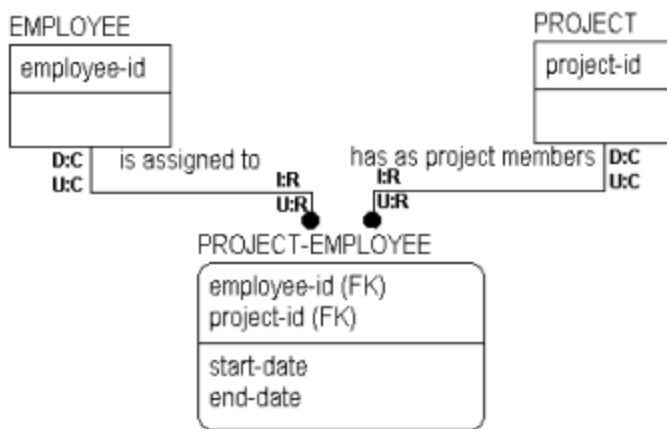 EMPLOYEE
employee-id
PROJECT
project-id
D:C
U:C
is assigned to
I:R
U:R
has as project members
I:R
U:R
D:C
U:C
PROJECT-EMPLOYEE
employee-id (FK)
project-id (FK)
start-date
end-date